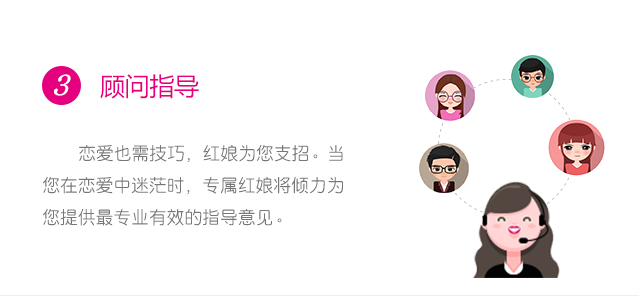 3 顾问指导
恋爱也需技巧，红娘为您支招。当
您在恋爱中迷茫时，专属红娘将倾力为
您提供最专业有效的指导意见。